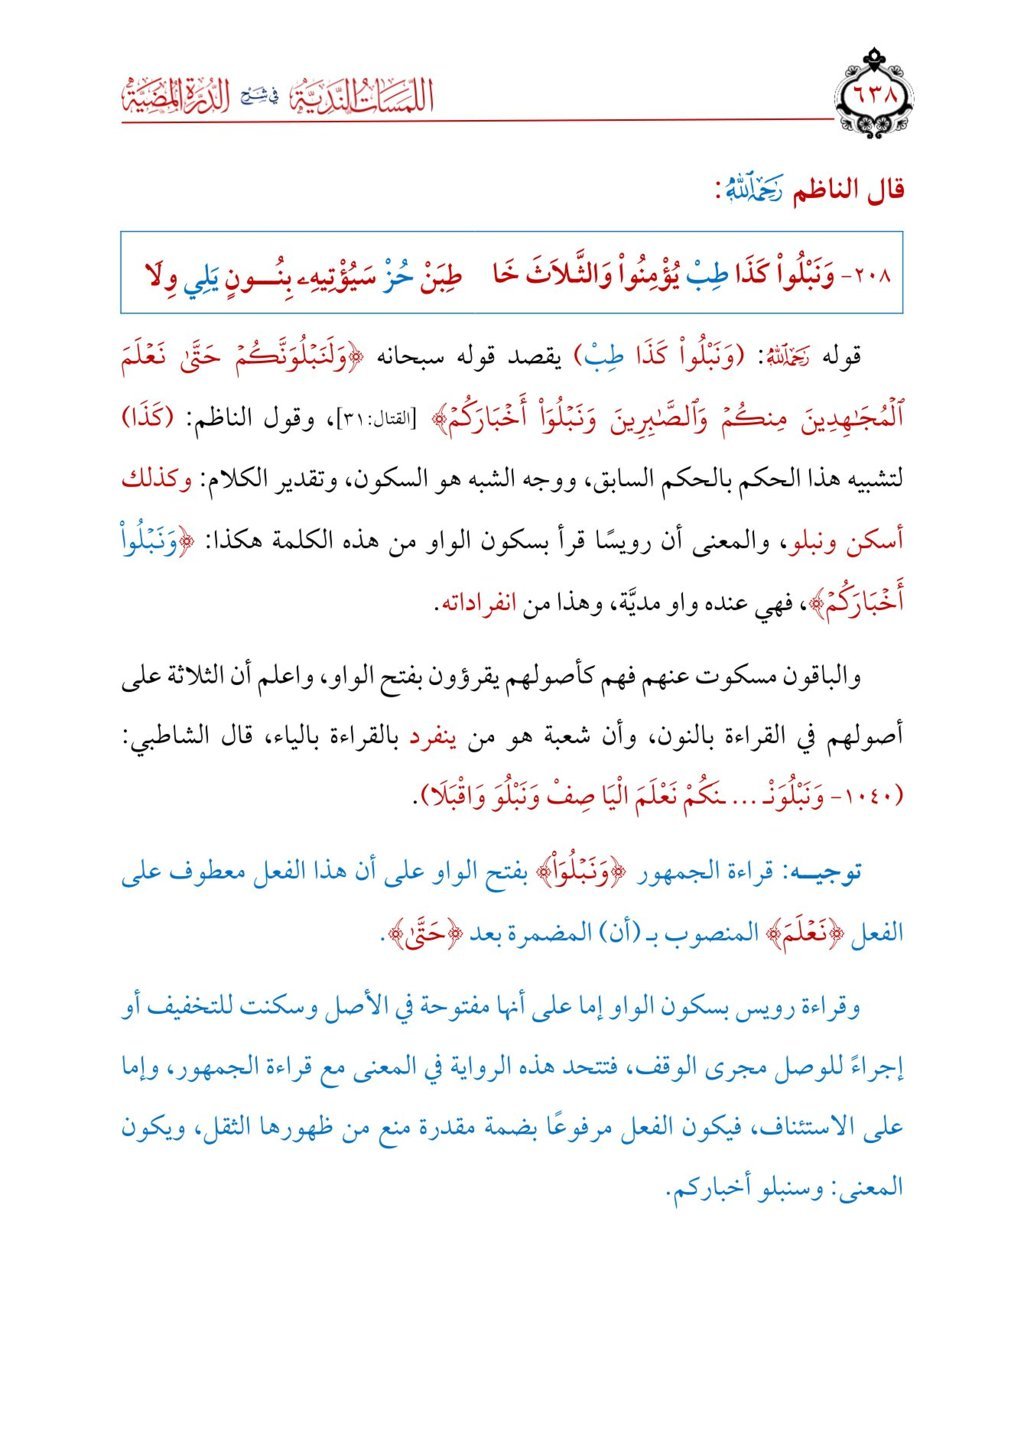 ٦٣٨
اللمسات الندية في شرح الدرة المضية
قال الناظم رَحِمَهُ ٱللَّهُ:
٢٠٨- وَنَبْلُواْ كَذَا طِبْ يُؤْمِنُواْ وَالثَّلاَثَ خَا طِبَنْ حُزْ سَيُؤْتِيهِۦ بِنُـــونٍ يَلِي وِلَا
قوله رَحِمَهُ ٱللَّهُ: (وَنَبْلُواْ كَذَا طِبْ) يقصد قوله سبحانه ﴿وَلَنَبْلُوَنَّكُمْ حَتَّىٰ نَعْلَمَ
ٱلْمُجَـٰهِدِينَ مِنكُمْ وَٱلصَّـٰبِرِينَ وَنَبْلُوَاْ أَخْبَارَكُمْ﴾ [القتال:٣١]، وقول الناظم: (كَذَا)
لتشبيه هذا الحكم بالحكم السابق، ووجه الشبه هو السكون، وتقدير الكلام: وكذلك
أسكن ونبلو، والمعنى أن رويسًا قرأ بسكون الواو من هذه الكلمة هكذا: ﴿وَنَبْلُواْ
أَخْبَارَكُمْ﴾، فهي عنده واو مديَّة، وهذا من انفراداته.
والباقون مسكوت عنهم فهم كأصولهم يقرؤون بفتح الواو، واعلم أن الثلاثة على
أصولهم في القراءة بالنون، وأن شعبة هو من ينفرد بالقراءة بالياء، قال الشاطبي:
(١٠٤٠- وَنَبْلُوَنْـ ... ـنَكُمْ نَعْلَمَ الْيَا صِفْ وَنَبْلُوَ وَاقْبَلَا).
توجيـــه: قراءة الجمهور ﴿وَنَبْلُوَاْ﴾ بفتح الواو على أن هذا الفعل معطوف على
الفعل ﴿نَعْلَمَ﴾ المنصوب بـ (أن) المضمرة بعد ﴿حَتَّىٰ﴾.
وقراءة رويس بسكون الواو إما على أنها مفتوحة في الأصل وسكنت للتخفيف أو
إجراءً للوصل مجرى الوقف، فتتحد هذه الرواية في المعنى مع قراءة الجمهور، وإما
على الاستئناف، فيكون الفعل مرفوعًا بضمة مقدرة منع من ظهورها الثقل، ويكون
المعنى: وسنبلو أخباركم.